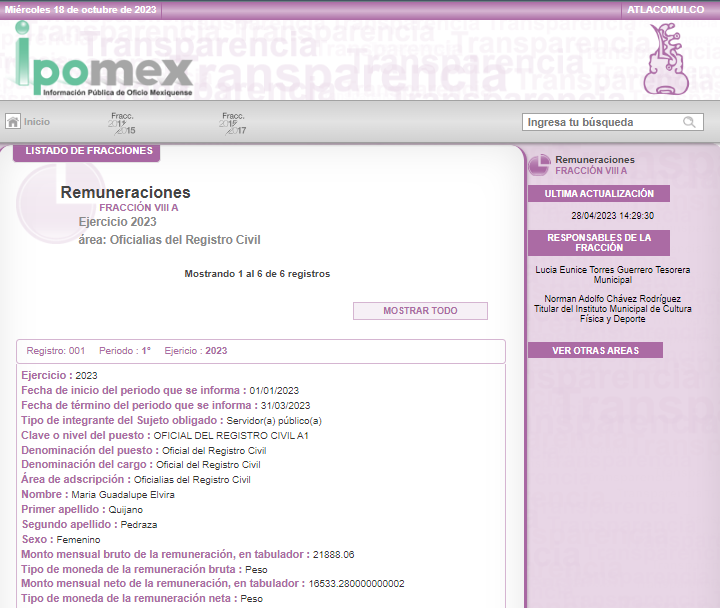 Miércoles 18 de octubre de 2023
ATLACOMULCO
Transparencia
Transparencia
ipomex
Información Pública de Oficio Mexiquense
Inicio
Fracc.
2015
Fracc.
2017
Ingresa tu búsqueda
LISTADO DE FRACCIONES
Remuneraciones
FRACCIÓN VIII A
Ejercicio 2023
área: Oficialias del Registro Civil
Mostrando 1 al 6 de 6 registros
MOSTRAR TODO
Registro: 001 Periodo : 1° Ejericio : 2023
Ejercicio : 2023
Fecha de inicio del periodo que se informa : 01/01/2023
Fecha de término del periodo que se informa : 31/03/2023
Tipo de integrante del Sujeto obligado : Servidor(a) público(a)
Clave o nivel del puesto : OFICIAL DEL REGISTRO CIVIL A1
Denominación del puesto : Oficial del Registro Civil
Denominación del cargo : Oficial del Registro Civil
Área de adscripción : Oficialias del Registro Civil
Nombre : Maria Guadalupe Elvira
Primer apellido : Quijano
Segundo apellido : Pedraza
Sexo : Femenino
Monto mensual bruto de la remuneración, en tabulador : 21888.06
Tipo de moneda de la remuneración bruta : Peso
Monto mensual neto de la remuneración, en tabulador : 16533.280000000002
Tipo de moneda de la remuneración neta : Peso
Remuneraciones
FRACCIÓN VIII A
ULTIMA ACTUALIZACIÓN
28/04/2023 14:29:30
RESPONSABLES DE LA
FRACCIÓN
Lucia Eunice Torres Guerrero Tesorera
Municipal
Norman Adolfo Chávez Rodríguez
Titular del Instituto Municipal de Cultura
Física y Deporte
VER OTRAS AREAS